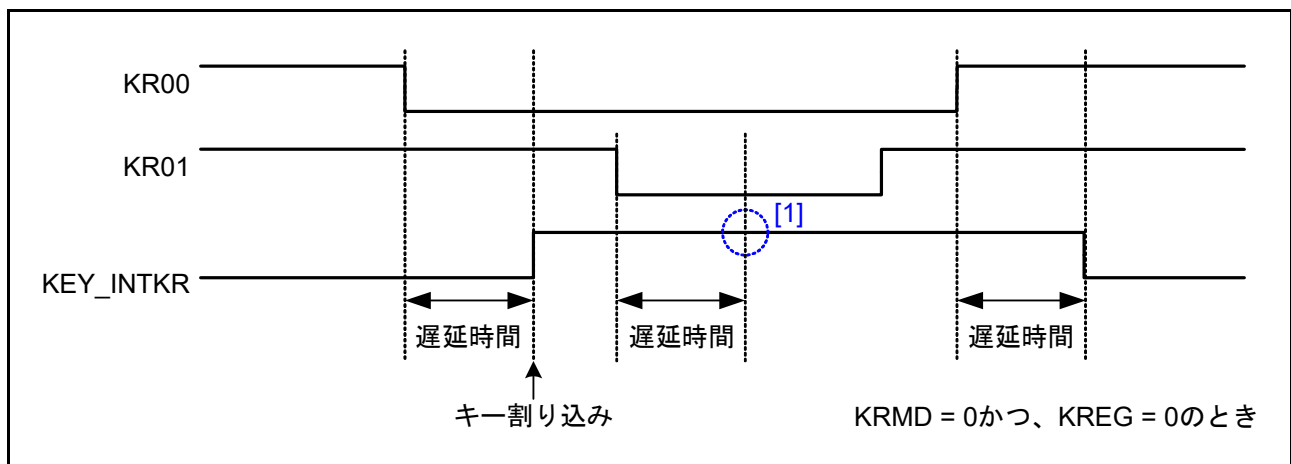 KR00
KR01
[1]
KEY_INTKR
遅延時間 遅延時間 遅延時間
キー割り込み
KRMD = 0かつ、KREG = 0のとき